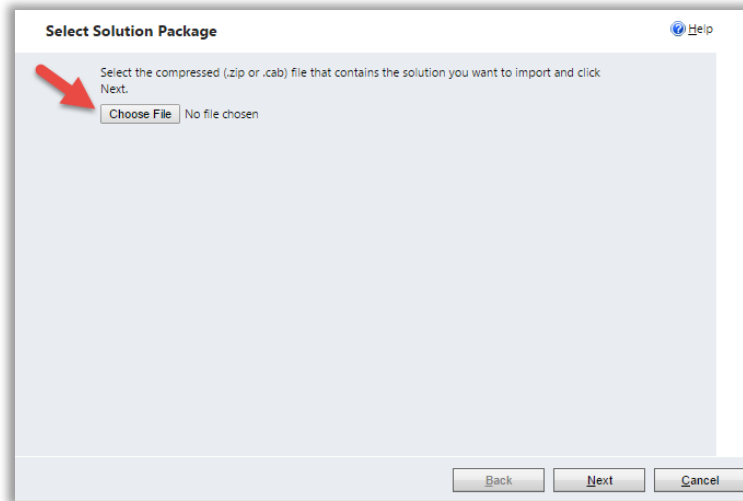 Select Solution Package
Help
Select the compressed (.zip or .cab) file that contains the solution you want to import and click
Next.
Choose File No file chosen
Back Next Cancel